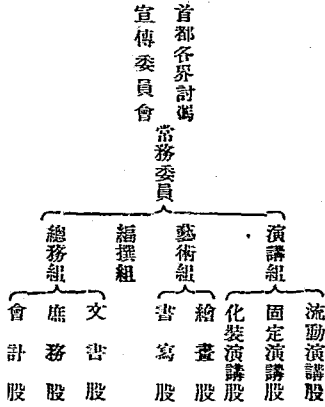 首都各界討馮
宣傳委員會
常務委員
演講組
藝術組
編撰組
總務組
流動演講股
固定演講股
化裝演講股
繪畫股
書寫股
文書股
庶務股
會計股